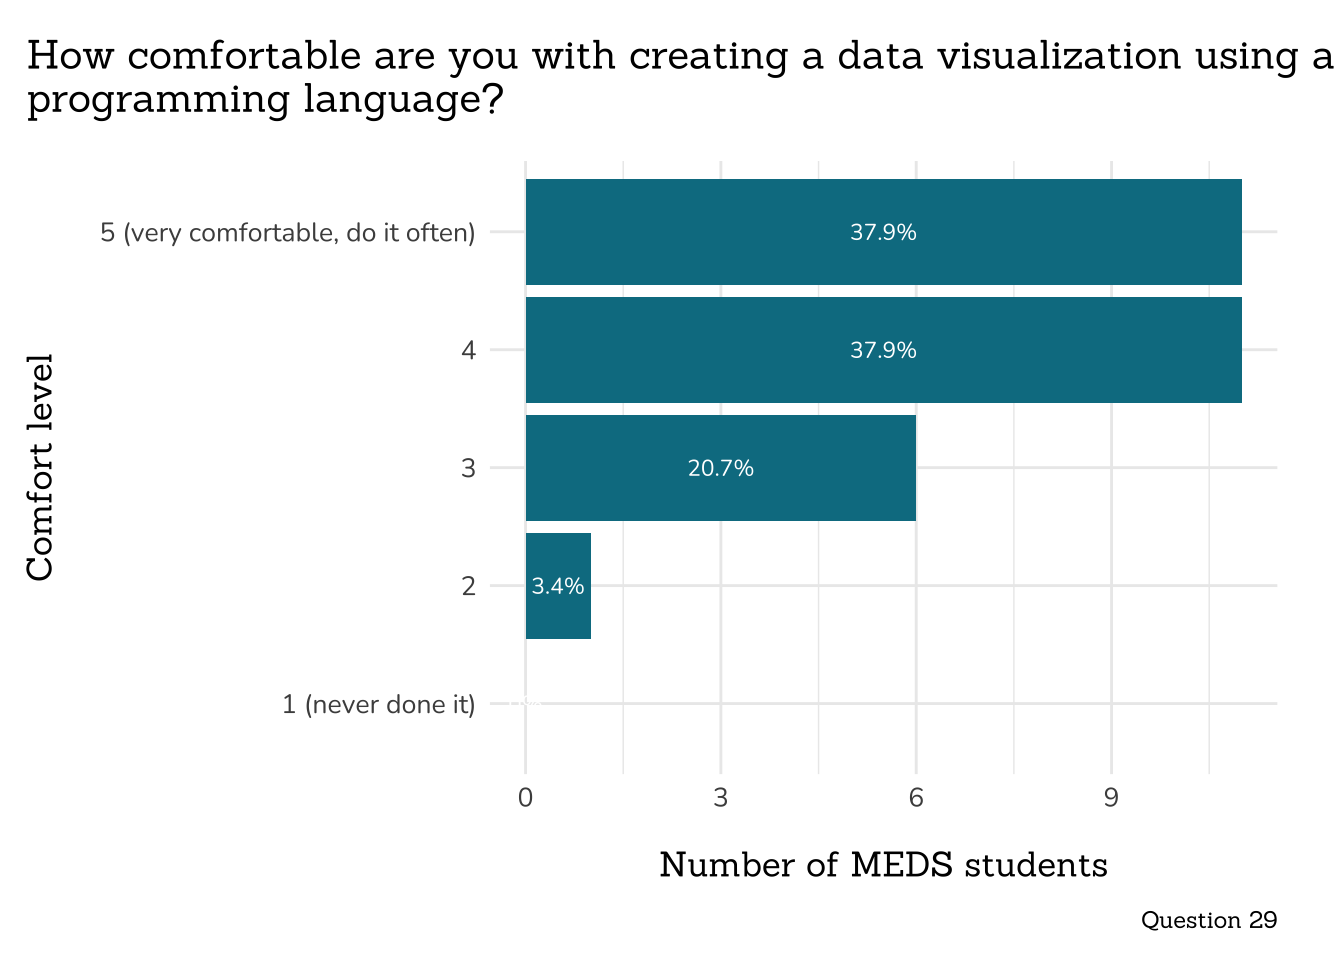 How comfortable are you with creating a data visualization using a
programming language?
Comfort level
5 (very comfortable, do it often)
37.9%
4
37.9%
3
20.7%
2
3.4%
1 (never done it)
0
3
6
9
Number of MEDS students
Question 29